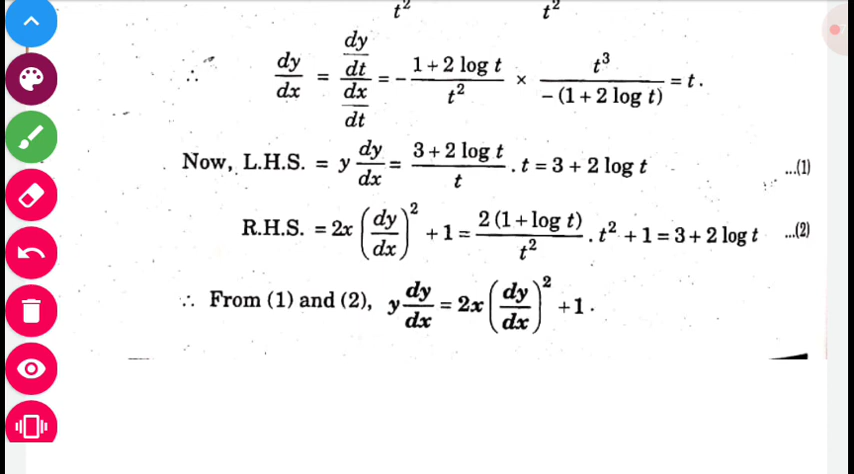 t² t²
∴ dy/dx = (dy/dt)/(dx/dt) = − (1 + 2 log t)/t² × t³/(− (1 + 2 log t)) = t .
Now, L.H.S. = y dy/dx = (3 + 2 log t)/t . t = 3 + 2 log t ...(1)
R.H.S. = 2x (dy/dx)² + 1 = 2 (1 + log t)/t² . t² + 1 = 3 + 2 log t ...(2)
∴ From (1) and (2), y dy/dx = 2x (dy/dx)² + 1 .